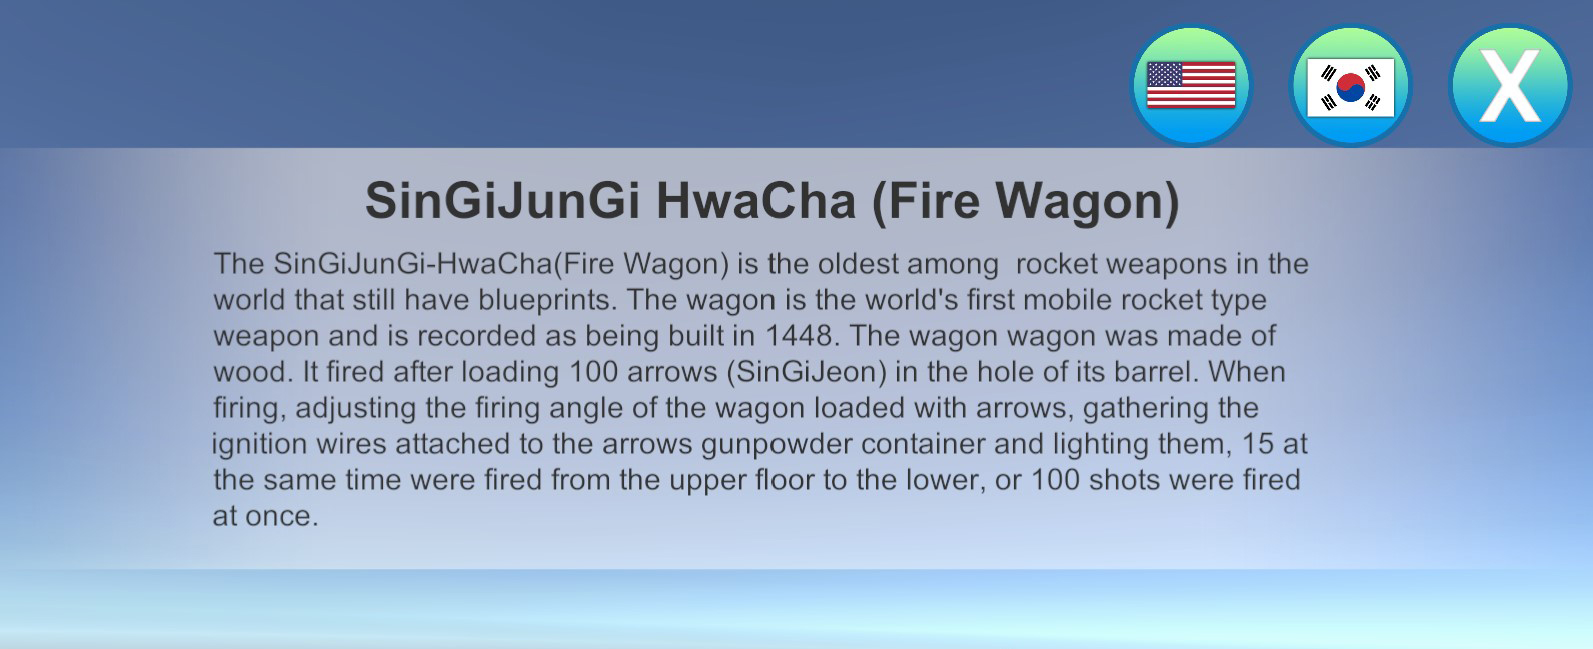 X
SinGiJunGi HwaCha (Fire Wagon)
The SinGiJunGi-HwaCha(Fire Wagon) is the oldest among  rocket weapons in the
world that still have blueprints. The wagon is the world's first mobile rocket type
weapon and is recorded as being built in 1448. The wagon wagon was made of
wood. It fired after loading 100 arrows (SinGiJeon) in the hole of its barrel. When
firing, adjusting the firing angle of the wagon loaded with arrows, gathering the
ignition wires attached to the arrows gunpowder container and lighting them, 15 at
the same time were fired from the upper floor to the lower, or 100 shots were fired
at once.